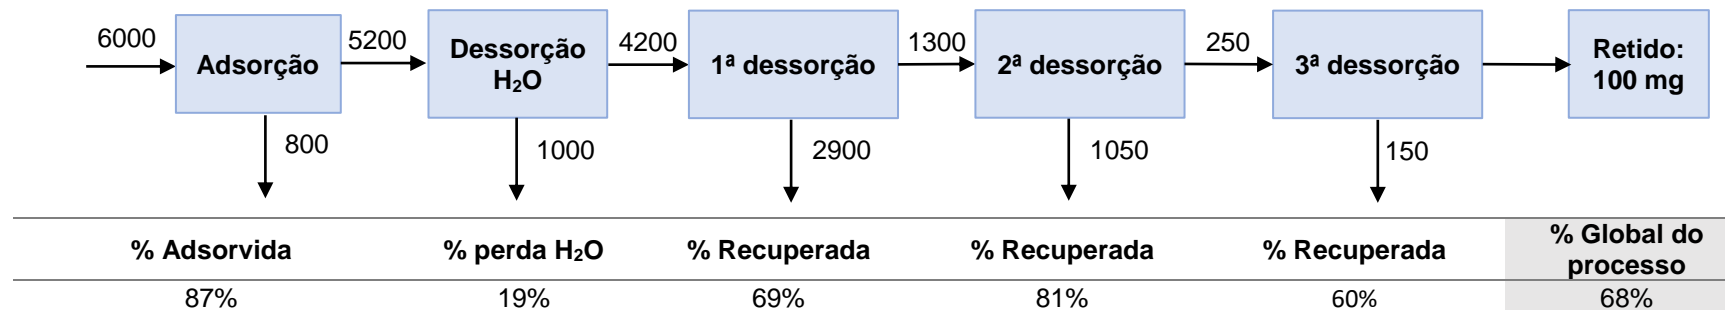 6000
Adsorção
5200
Dessorção
H₂O
4200
1ª dessorção
1300
2ª dessorção
250
3ª dessorção
Retido:
100 mg
800
1000
2900
1050
150
% Adsorvida
% perda H₂O
% Recuperada
% Recuperada
% Recuperada
% Global do
processo
87%
19%
69%
81%
60%
68%